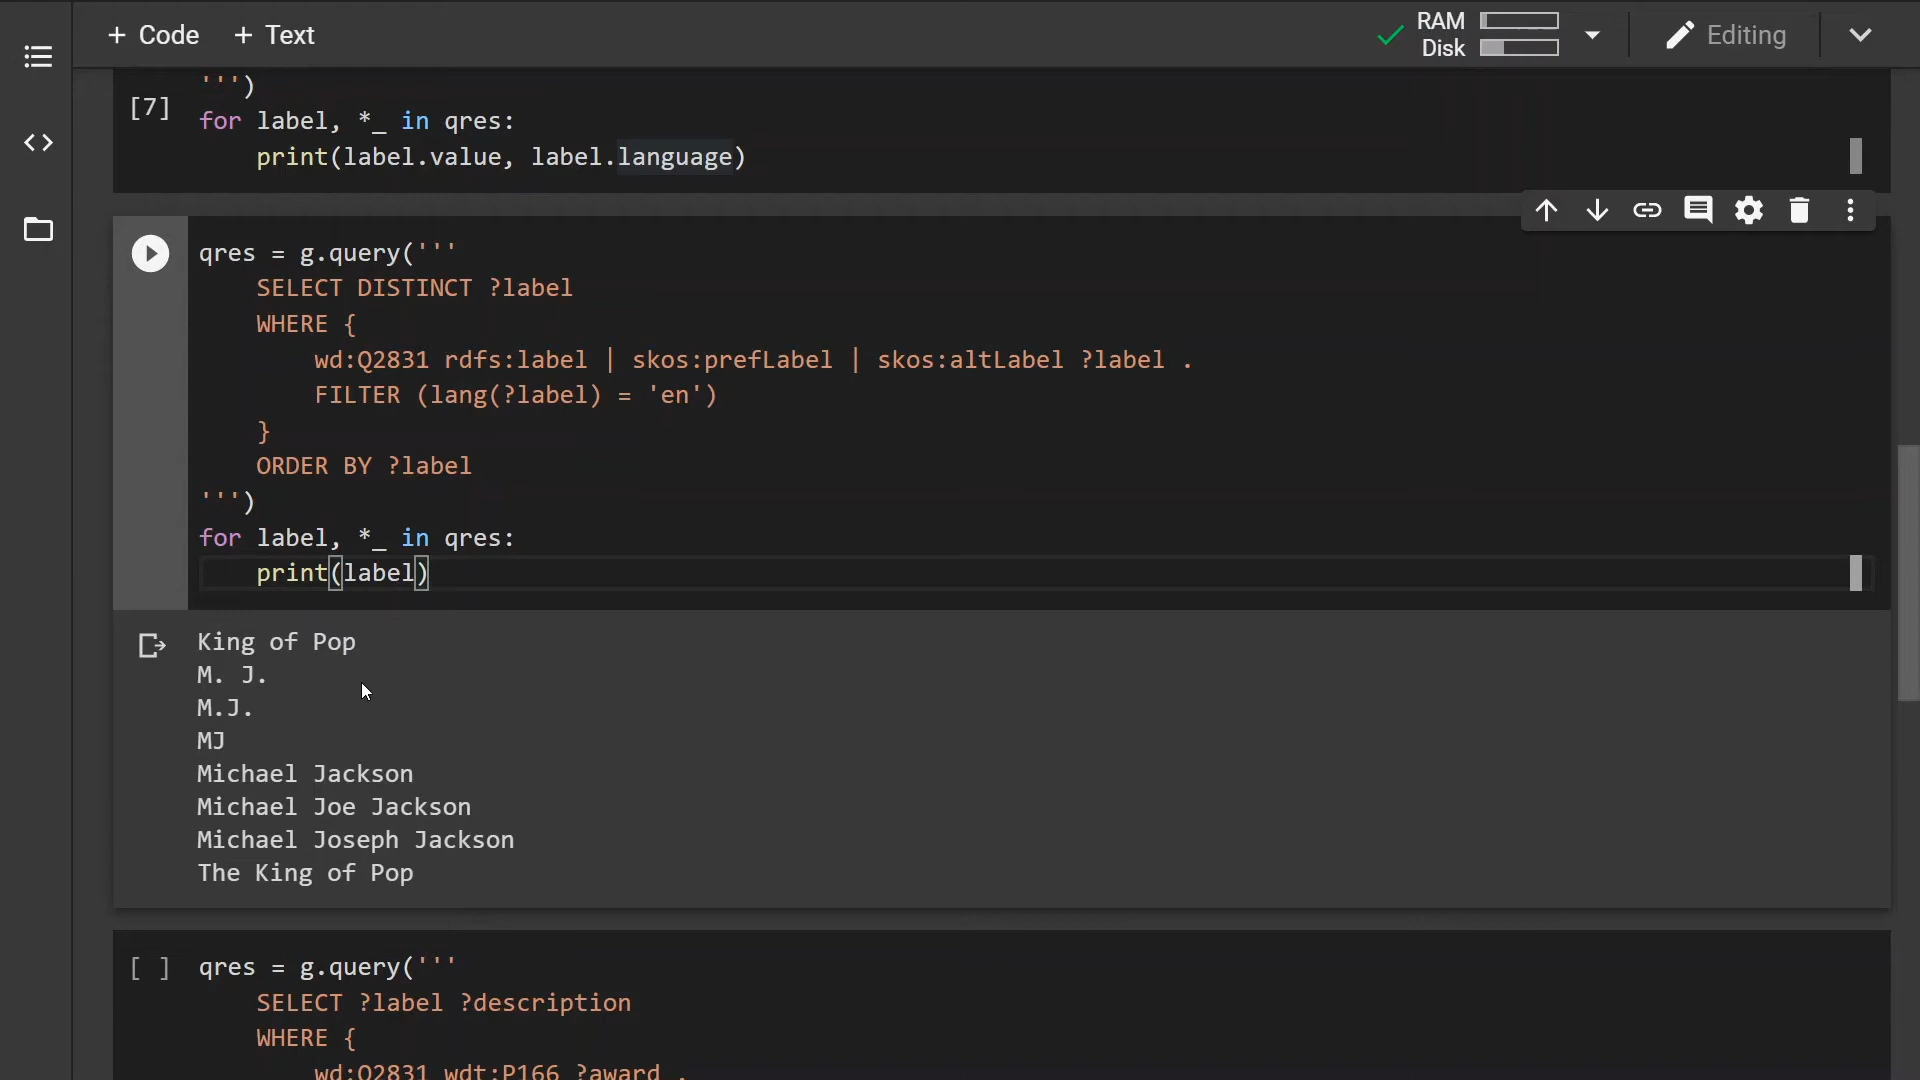 + Code + Text
RAM
Disk
Editing
''')
[7]
for label, *_ in qres:
    print(label.value, label.language)
qres = g.query('''
    SELECT DISTINCT ?label
    WHERE {
        wd:Q2831 rdfs:label | skos:prefLabel | skos:altLabel ?label .
        FILTER (lang(?label) = 'en')
    }
    ORDER BY ?label
''')
for label, *_ in qres:
    print(label)
King of Pop
M. J.
M.J.
MJ
Michael Jackson
Michael Joe Jackson
Michael Joseph Jackson
The King of Pop
[ ] qres = g.query('''
    SELECT ?label ?description
    WHERE {
        wd:Q2831 wdt:P166 ?award .